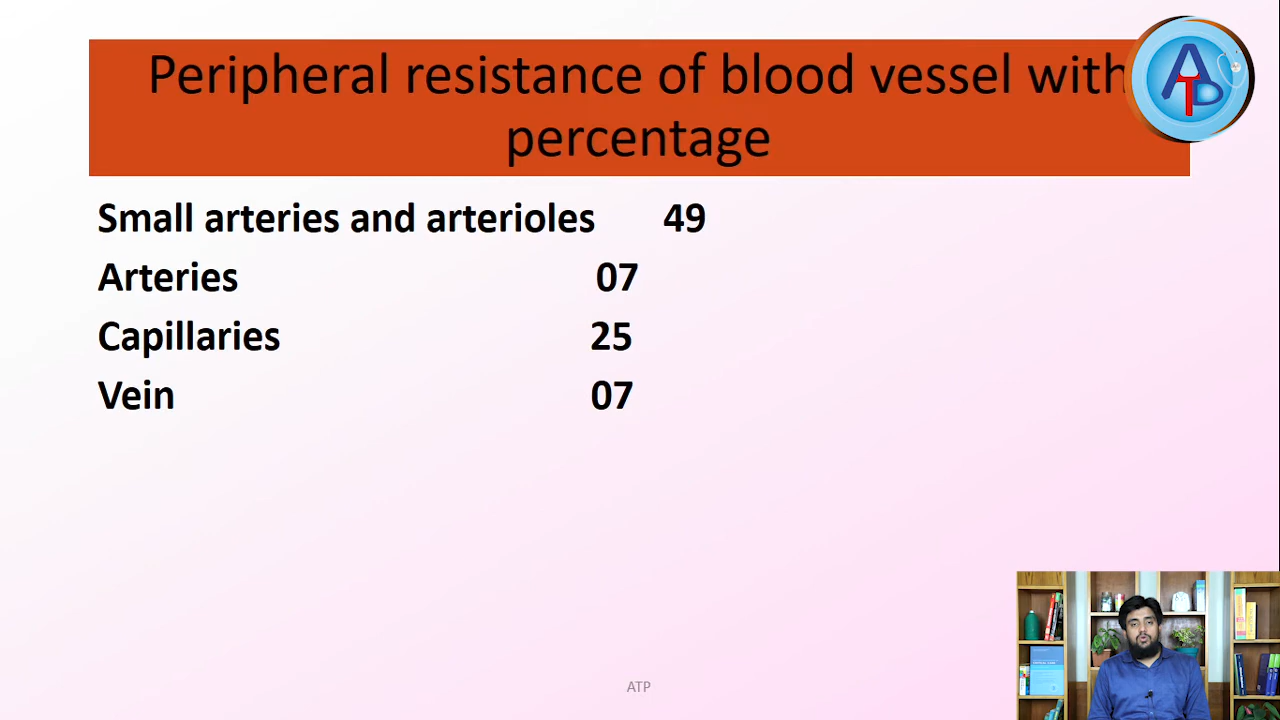 Peripheral resistance of blood vessel with
percentage
Small arteries and arterioles 49
Arteries 07
Capillaries 25
Vein 07
ATP